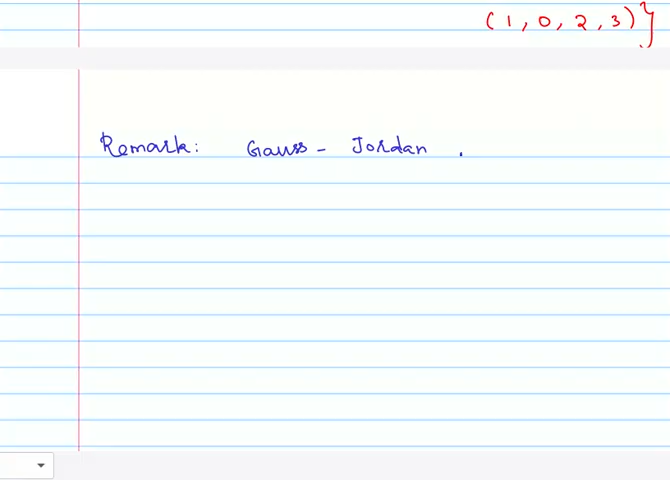 (1, 0, 2, 3)}
Remark: Gauss - Jordan .